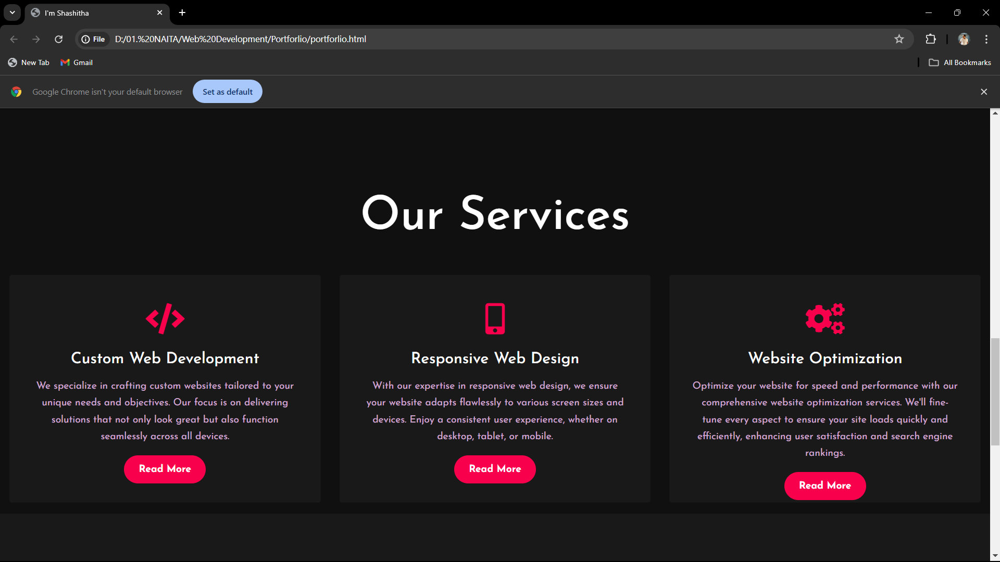 I'm Shashitha
File D:/01.%20NAITA/Web%20Development/Portforlio/portforlio.html
New Tab Gmail All Bookmarks
Google Chrome isn't your default browser Set as default
Our Services
Custom Web Development
We specialize in crafting custom websites tailored to your
unique needs and objectives. Our focus is on delivering
solutions that not only look great but also function
seamlessly across all devices.
Read More
Responsive Web Design
With our expertise in responsive web design, we ensure
your website adapts flawlessly to various screen sizes and
devices. Enjoy a consistent user experience, whether on
desktop, tablet, or mobile.
Read More
Website Optimization
Optimize your website for speed and performance with our
comprehensive website optimization services. We'll fine-
tune every aspect to ensure your site loads quickly and
efficiently, enhancing user satisfaction and search engine
rankings.
Read More